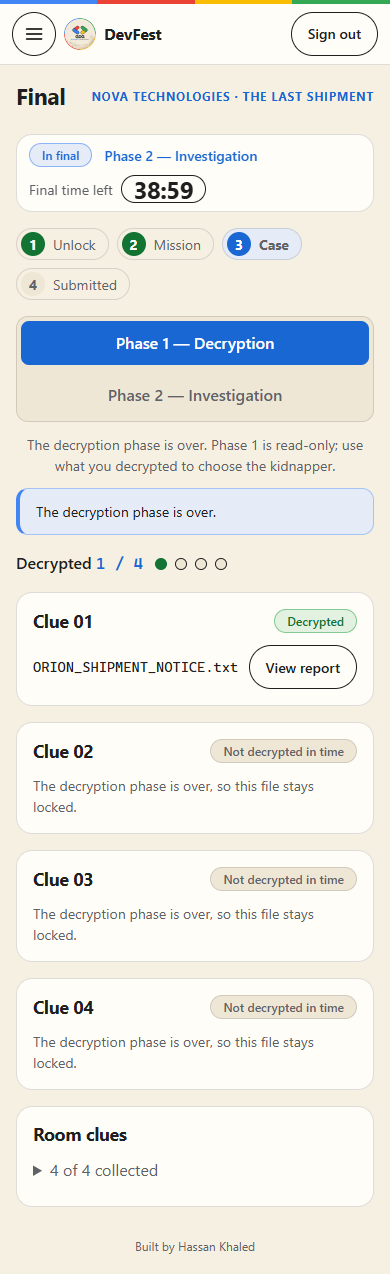 DevFest
Sign out
Final
NOVA TECHNOLOGIES · THE LAST SHIPMENT
In final
Phase 2 — Investigation
Final time left
38:59
1 Unlock
2 Mission
3 Case
4 Submitted
Phase 1 — Decryption
Phase 2 — Investigation
The decryption phase is over. Phase 1 is read-only; use
what you decrypted to choose the kidnapper.
The decryption phase is over.
Decrypted 1 / 4
Clue 01
Decrypted
ORION_SHIPMENT_NOTICE.txt
View report
Clue 02
Not decrypted in time
The decryption phase is over, so this file stays
locked.
Clue 03
Not decrypted in time
The decryption phase is over, so this file stays
locked.
Clue 04
Not decrypted in time
The decryption phase is over, so this file stays
locked.
Room clues
4 of 4 collected
Built by Hassan Khaled